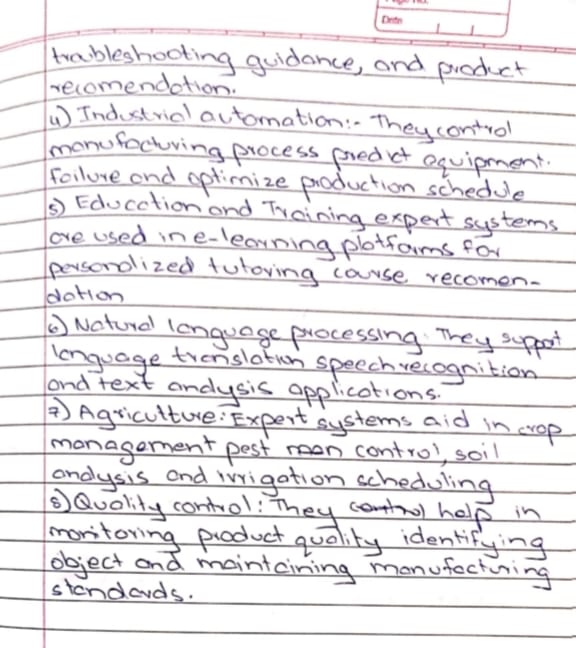 Date
troubleshooting guidance, and product
recomendation.
4) Industrial automation:- They control
manufacturing process predict equipment.
failure and optimize production schedule
5) Education and Training expert systems
are used in e-learning platforms for
personalized tutoring course recomen-
dation
6) Natural language processing: They support
language translation speech recognition
and text analysis applications.
7) Agriculture: Expert systems aid in crop
management pest control, soil
analysis and irrigation scheduling
8) Quality control: They control help in
monitoring product quality identifying
object and maintaining manufacturing
standards.